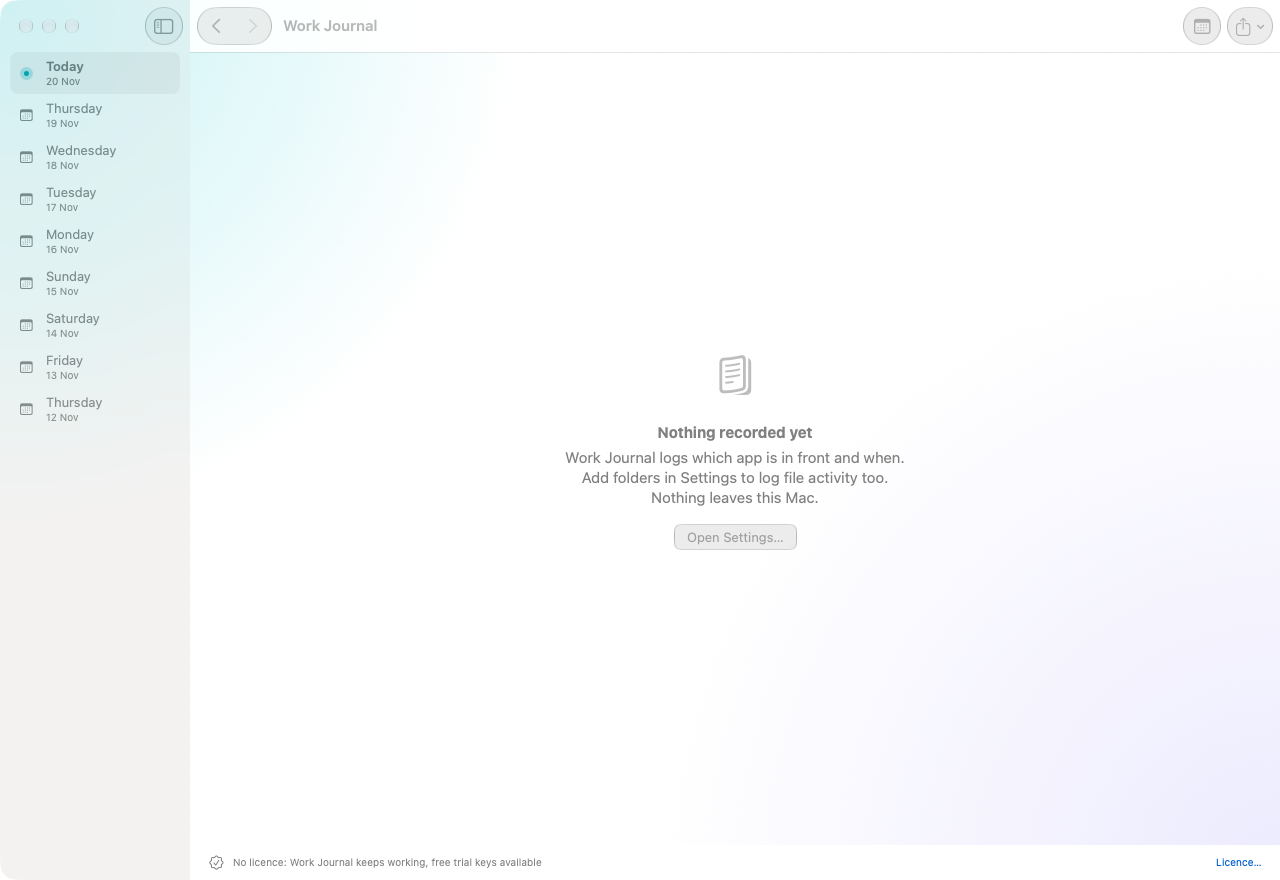 Work Journal
Today
20 Nov
Thursday
19 Nov
Wednesday
18 Nov
Tuesday
17 Nov
Monday
16 Nov
Sunday
15 Nov
Saturday
14 Nov
Friday
13 Nov
Thursday
12 Nov
Nothing recorded yet
Work Journal logs which app is in front and when.
Add folders in Settings to log file activity too.
Nothing leaves this Mac.
Open Settings...
No licence: Work Journal keeps working, free trial keys available
Licence...